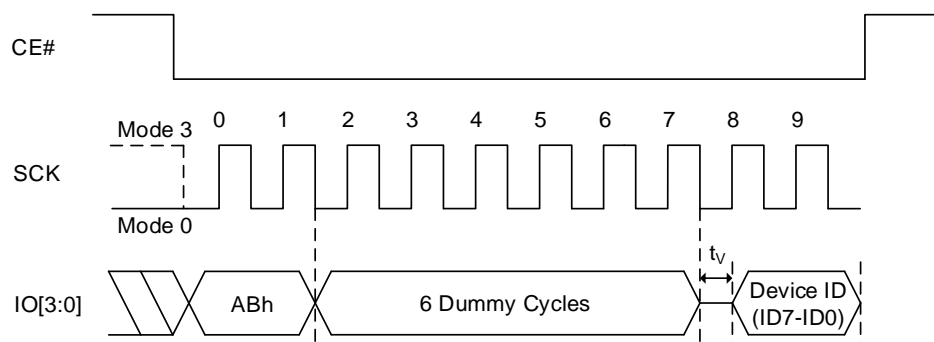 CE#
Mode 3 0 1 2 3 4 5 6 7 8 9
SCK
Mode 0
tV
IO[3:0] ABh 6 Dummy Cycles Device ID
(ID7-ID0)